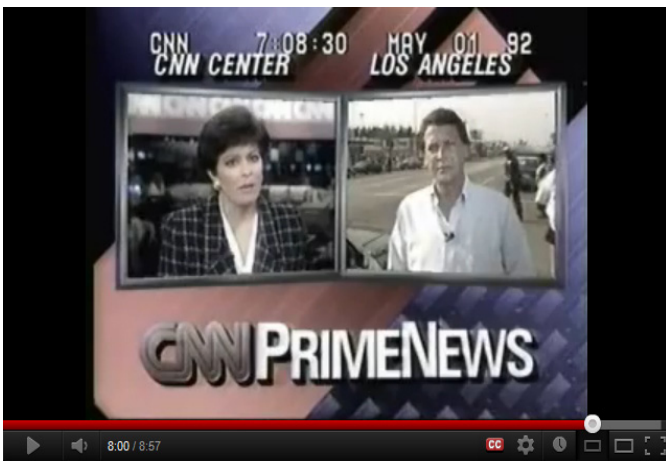 CNN 7:08:30 MAY 01 92
CNN CENTER LOS ANGELES
CNN PRIMENEWS
8:00 / 8:57
CC